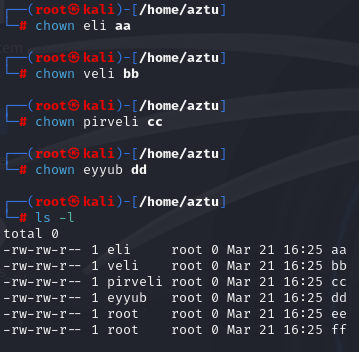 ┌──(root㉿kali)-[/home/aztu]
└─# chown eli aa
┌──(root㉿kali)-[/home/aztu]
└─# chown veli bb
┌──(root㉿kali)-[/home/aztu]
└─# chown pirveli cc
┌──(root㉿kali)-[/home/aztu]
└─# chown eyyub dd
┌──(root㉿kali)-[/home/aztu]
└─# ls -l
total 0
-rw-rw-r-- 1 eli     root 0 Mar 21 16:25 aa
-rw-rw-r-- 1 veli    root 0 Mar 21 16:25 bb
-rw-rw-r-- 1 pirveli root 0 Mar 21 16:25 cc
-rw-rw-r-- 1 eyyub   root 0 Mar 21 16:25 dd
-rw-rw-r-- 1 root    root 0 Mar 21 16:25 ee
-rw-rw-r-- 1 root    root 0 Mar 21 16:25 ff